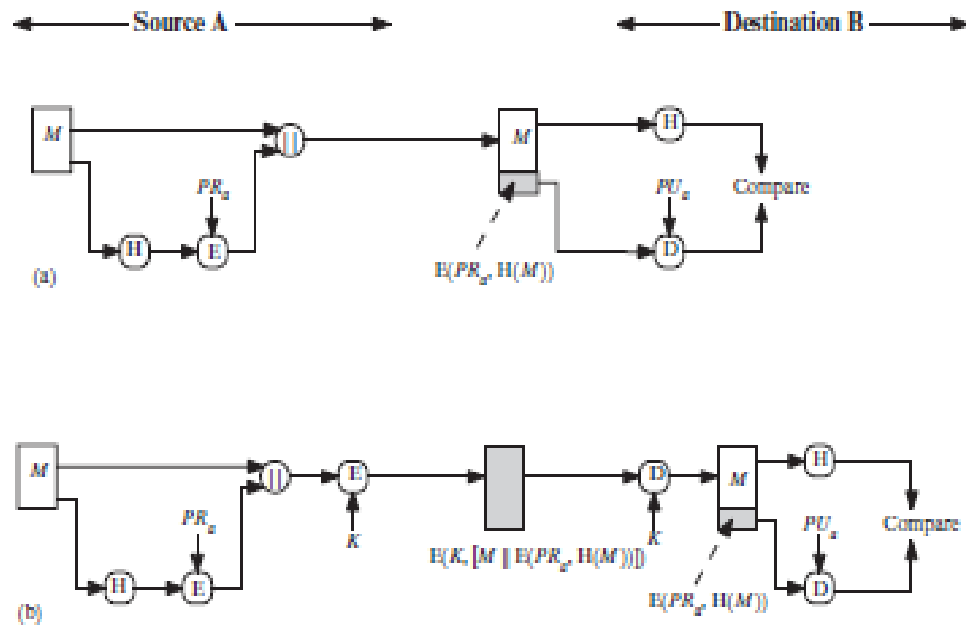 Source A
Destination B
M
||
PRa
H
E
M
E(PRa, H(M))
H
PUa
D
Compare
(a)
M
||
PRa
H
E
E
K
E(K, [M || E(PRa, H(M))])
D
K
M
E(PRa, H(M))
H
PUa
D
Compare
(b)